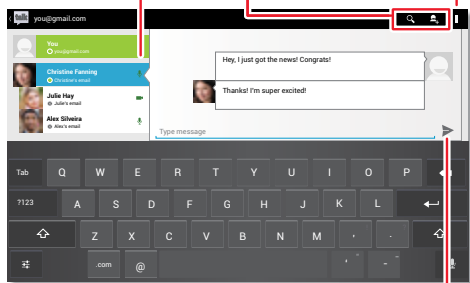 talk you@gmail.com
You
you@gmail.com
Christine Fanning
Christine's email
Julie Hay
Julie's email
Alex Silveira
Alex's email
Hey, I just got the news! Congrats!
Thanks! I'm super excited!
Type message
Tab Q W E R T Y U I O P
?123 A S D F G H J K L
Z X C V B N M , .
.com @ ' -